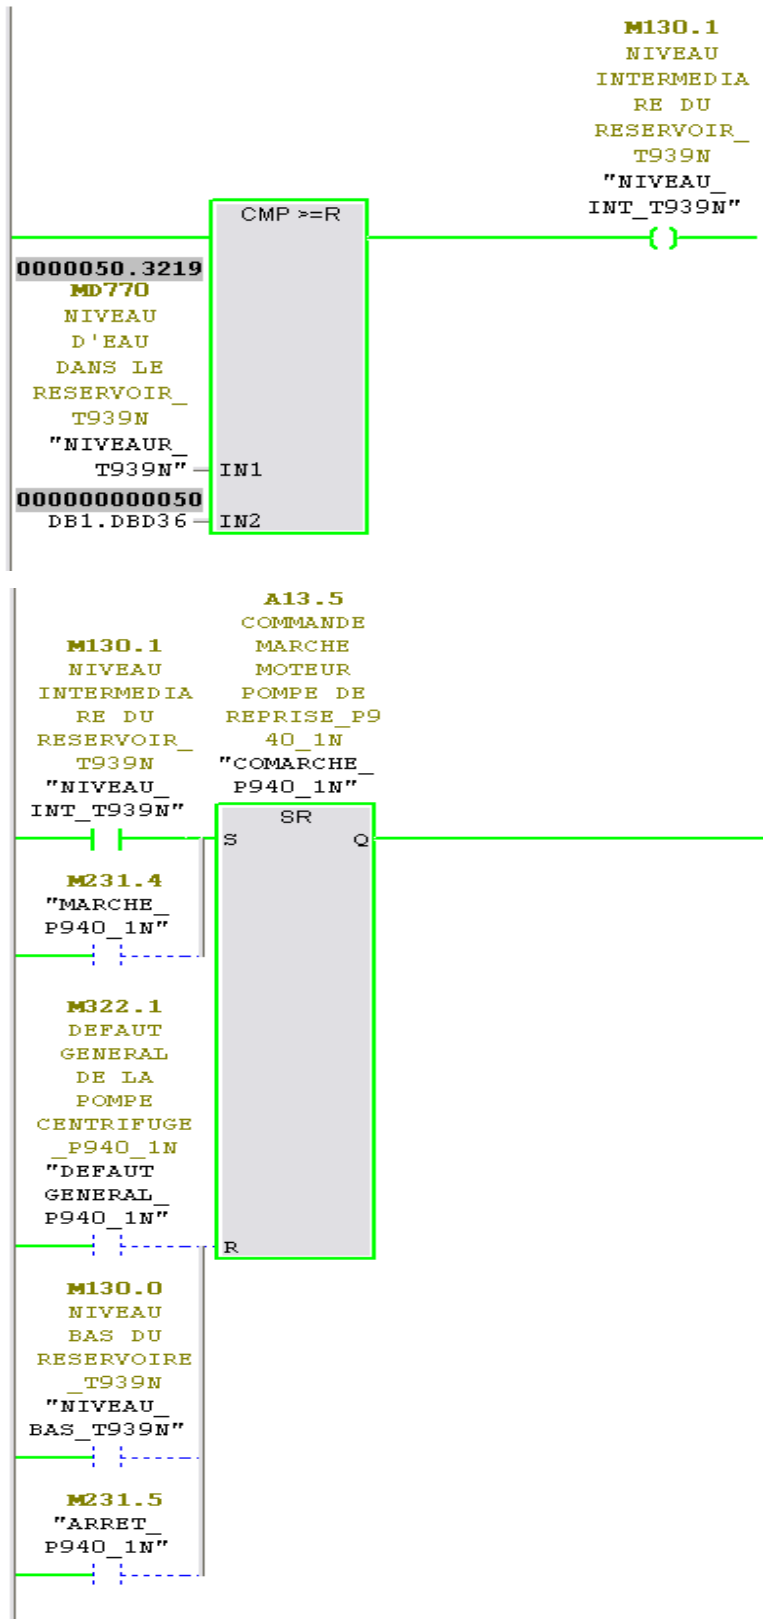 M130.1
NIVEAU
INTERMEDIA
RE DU
RESERVOIR_
T939N
"NIVEAU_
INT_T939N"
CMP >=R
0000050.3219
MD770
NIVEAU
D'EAU
DANS LE
RESERVOIR_
T939N
"NIVEAUR_
T939N"
IN1
000000000050
DB1.DBD36
IN2
A13.5
COMMANDE
MARCHE
MOTEUR
POMPE DE
REPRISE_P9
40_1N
"COMARCHE_
P940_1N"
M130.1
NIVEAU
INTERMEDIA
RE DU
RESERVOIR_
T939N
"NIVEAU_
INT_T939N"
SR
S
Q
M231.4
"MARCHE_
P940_1N"
M322.1
DEFAUT
GENERAL
DE LA
POMPE
CENTRIFUGE
_P940_1N
"DEFAUT
GENERAL_
P940_1N"
R
M130.0
NIVEAU
BAS DU
RESERVOIRE
_T939N
"NIVEAU_
BAS_T939N"
M231.5
"ARRET_
P940_1N"